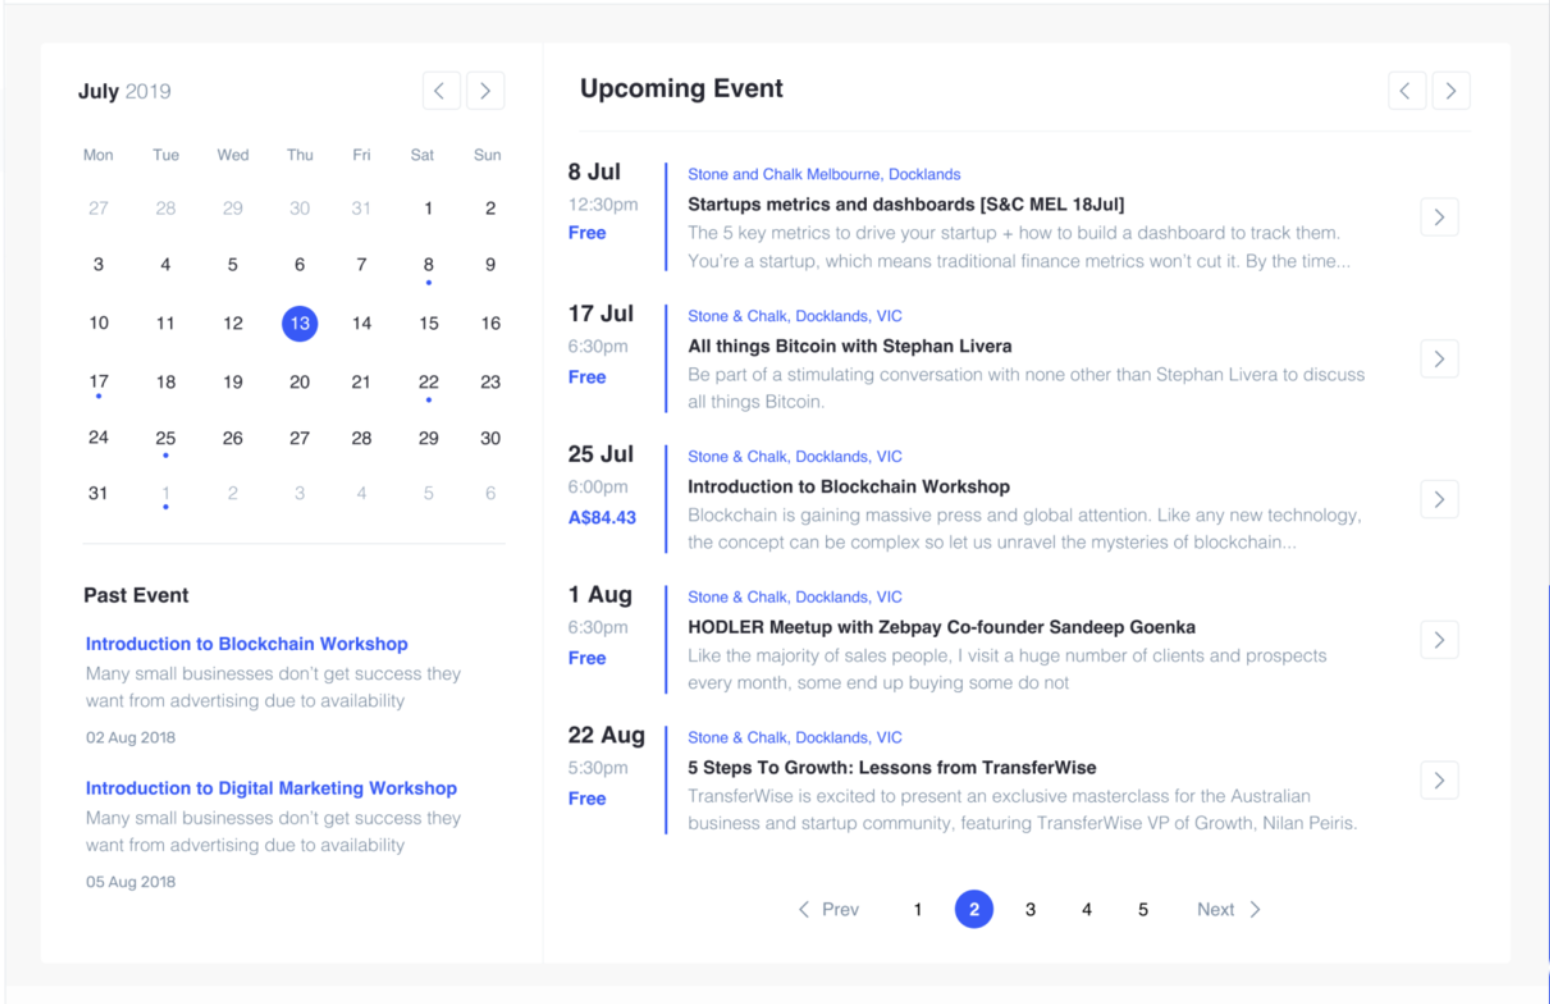 July 2019
Mon Tue Wed Thu Fri Sat Sun
27 28 29 30 31 1 2
3 4 5 6 7 8 9
10 11 12 13 14 15 16
17 18 19 20 21 22 23
24 25 26 27 28 29 30
31 1 2 3 4 5 6
Past Event
Introduction to Blockchain Workshop
Many small businesses don't get success they
want from advertising due to availability
02 Aug 2018
Introduction to Digital Marketing Workshop
Many small businesses don't get success they
want from advertising due to availability
05 Aug 2018
Upcoming Event
8 Jul
12:30pm
Free
Stone and Chalk Melbourne, Docklands
Startups metrics and dashboards [S&C MEL 18Jul]
The 5 key metrics to drive your startup + how to build a dashboard to track them.
You're a startup, which means traditional finance metrics won't cut it. By the time...
17 Jul
6:30pm
Free
Stone & Chalk, Docklands, VIC
All things Bitcoin with Stephan Livera
Be part of a stimulating conversation with none other than Stephan Livera to discuss
all things Bitcoin.
25 Jul
6:00pm
A$84.43
Stone & Chalk, Docklands, VIC
Introduction to Blockchain Workshop
Blockchain is gaining massive press and global attention. Like any new technology,
the concept can be complex so let us unravel the mysteries of blockchain...
1 Aug
6:30pm
Free
Stone & Chalk, Docklands, VIC
HODLER Meetup with Zebpay Co-founder Sandeep Goenka
Like the majority of sales people, I visit a huge number of clients and prospects
every month, some end up buying some do not
22 Aug
5:30pm
Free
Stone & Chalk, Docklands, VIC
5 Steps To Growth: Lessons from TransferWise
TransferWise is excited to present an exclusive masterclass for the Australian
business and startup community, featuring TransferWise VP of Growth, Nilan Peiris.
Prev 1 2 3 4 5 Next